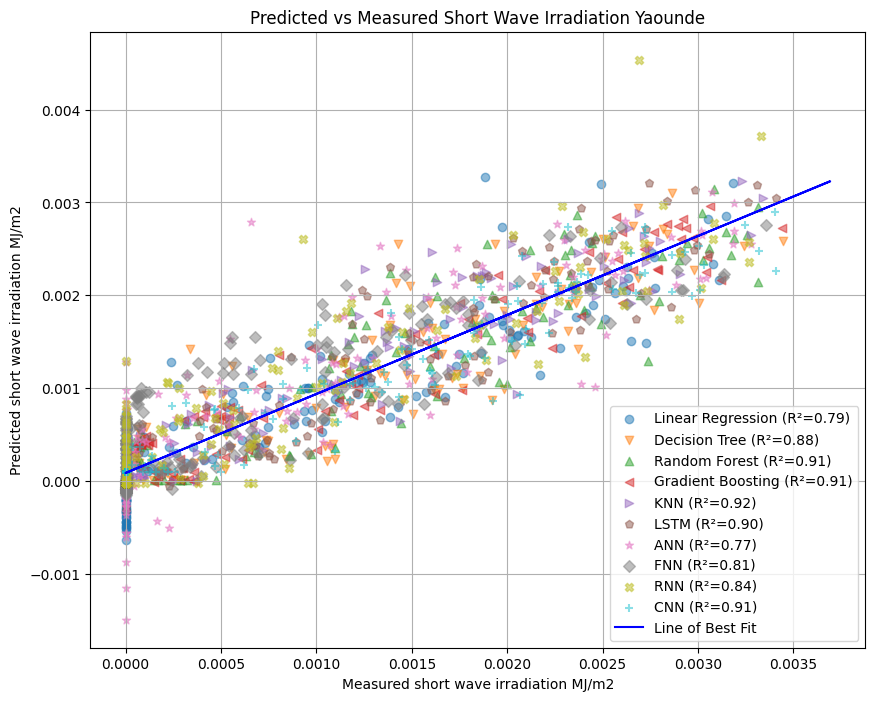 Predicted vs Measured Short Wave Irradiation Yaounde
Predicted short wave irradiation MJ/m2
0.004
0.003
0.002
0.001
0.000
−0.001
Linear Regression (R²=0.79)
Decision Tree (R²=0.88)
Random Forest (R²=0.91)
Gradient Boosting (R²=0.91)
KNN (R²=0.92)
LSTM (R²=0.90)
ANN (R²=0.77)
FNN (R²=0.81)
RNN (R²=0.84)
CNN (R²=0.91)
Line of Best Fit
0.0000 0.0005 0.0010 0.0015 0.0020 0.0025 0.0030 0.0035
Measured short wave irradiation MJ/m2